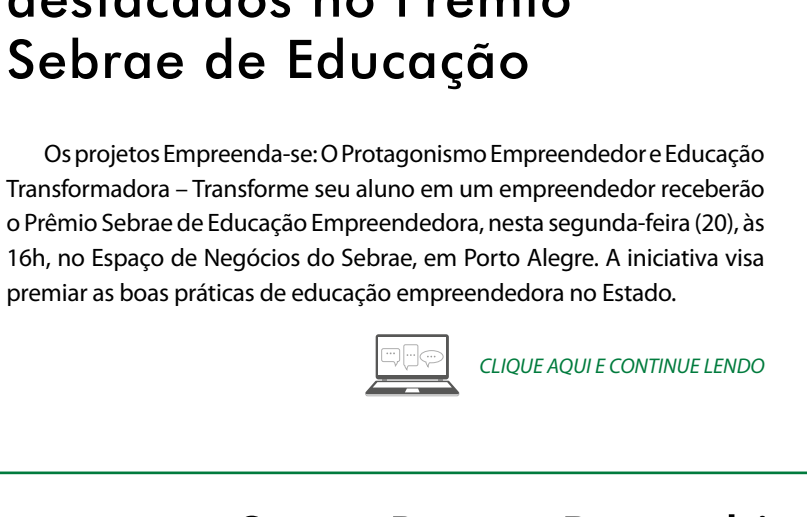 destacados no Prêmio
Sebrae de Educação
Os projetos Empreenda-se: O Protagonismo Empreendedor e Educação
Transformadora – Transforme seu aluno em um empreendedor receberão
o Prêmio Sebrae de Educação Empreendedora, nesta segunda-feira (20), às
16h, no Espaço de Negócios do Sebrae, em Porto Alegre. A iniciativa visa
premiar as boas práticas de educação empreendedora no Estado.
CLIQUE AQUI E CONTINUE LENDO